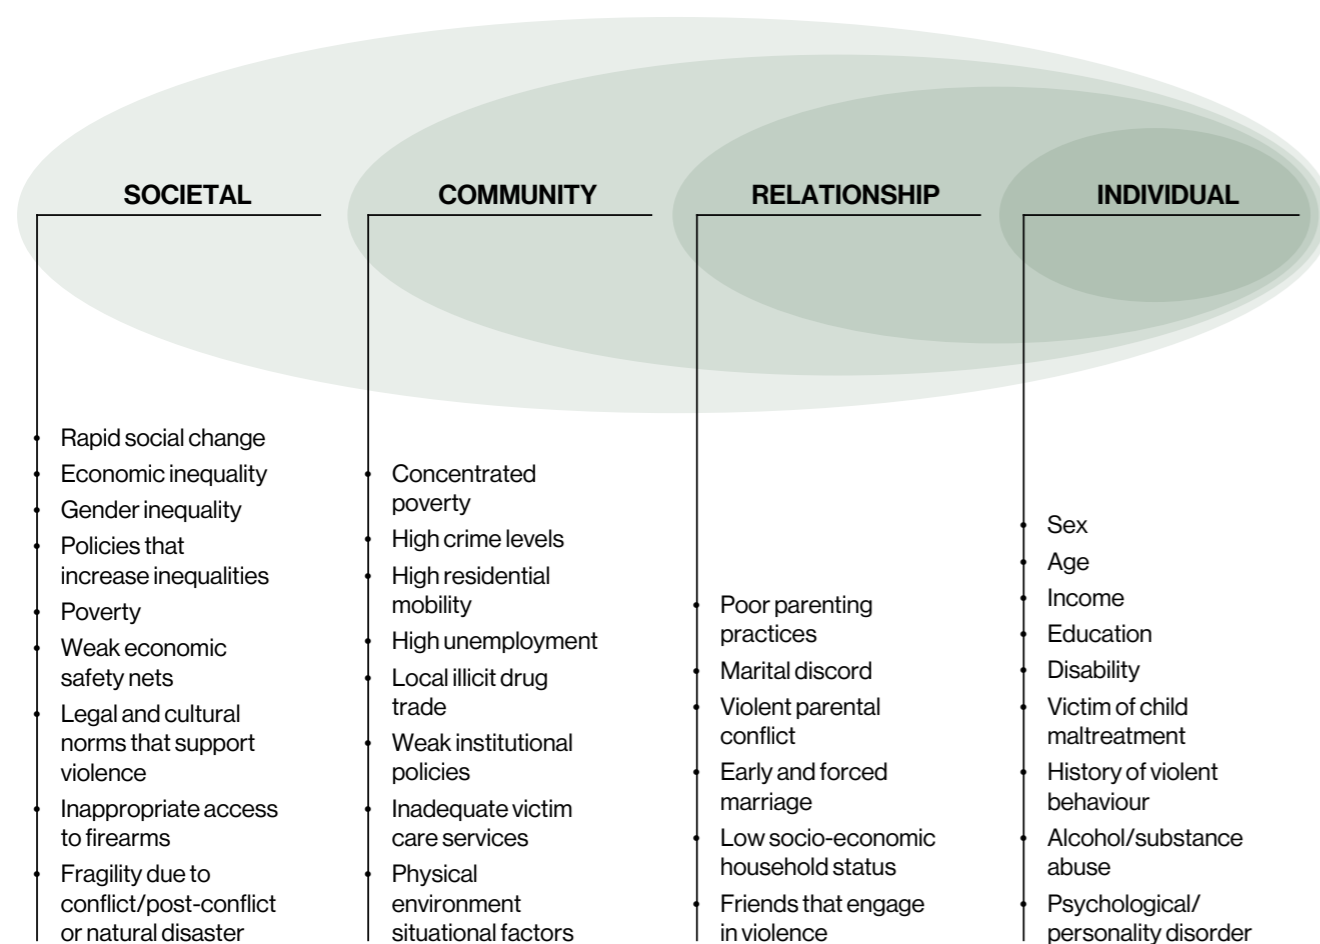 SOCIETAL
Rapid social change
Economic inequality
Gender inequality
Policies that
increase inequalities
Poverty
Weak economic
safety nets
Legal and cultural
norms that support
violence
Inappropriate access
to firearms
Fragility due to
conflict/post-conflict
or natural disaster
COMMUNITY
Concentrated
poverty
High crime levels
High residential
mobility
High unemployment
Local illicit drug
trade
Weak institutional
policies
Inadequate victim
care services
Physical
environment
situational factors
RELATIONSHIP
Poor parenting
practices
Marital discord
Violent parental
conflict
Early and forced
marriage
Low socio-economic
household status
Friends that engage
in violence
INDIVIDUAL
Sex
Age
Income
Education
Disability
Victim of child
maltreatment
History of violent
behaviour
Alcohol/substance
abuse
Psychological/
personality disorder